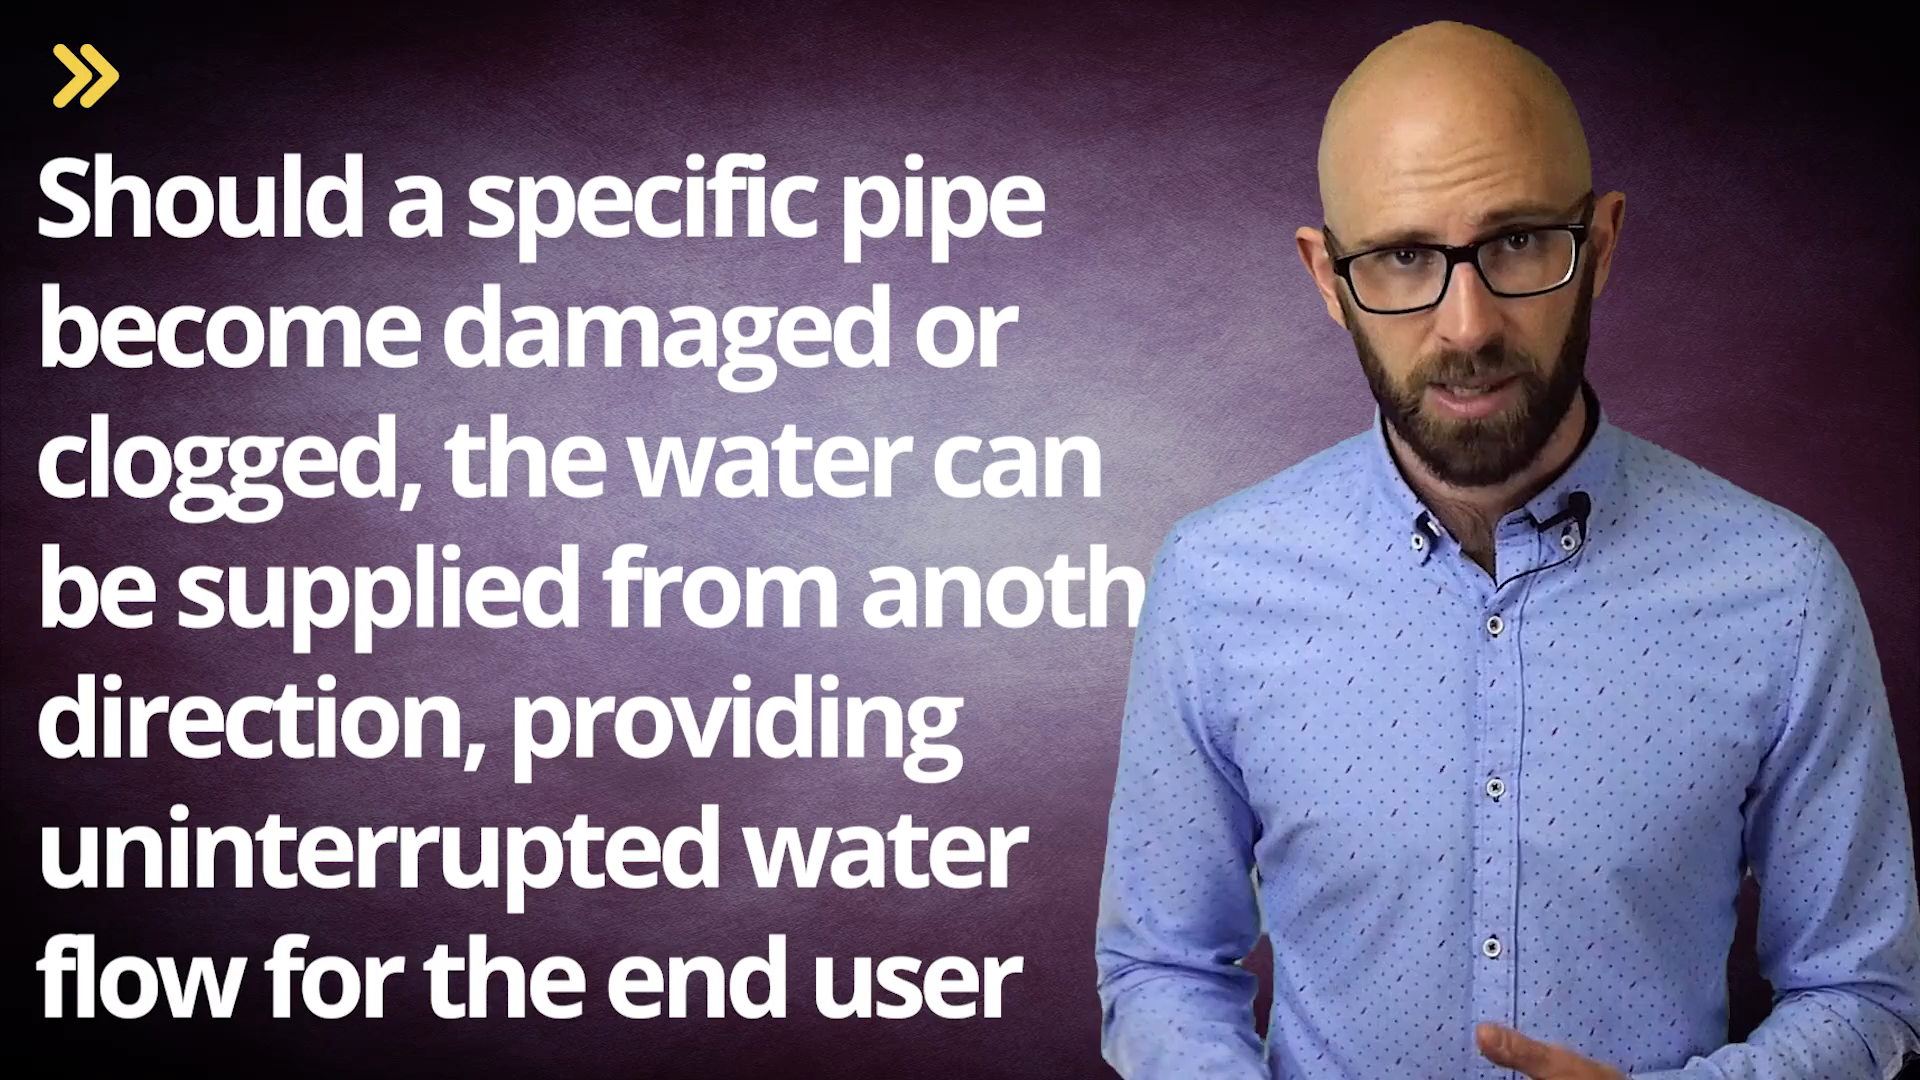 Should a specific pipe
become damaged or
clogged, the water can
be supplied from anoth
direction, providing
uninterrupted water
flow for the end user